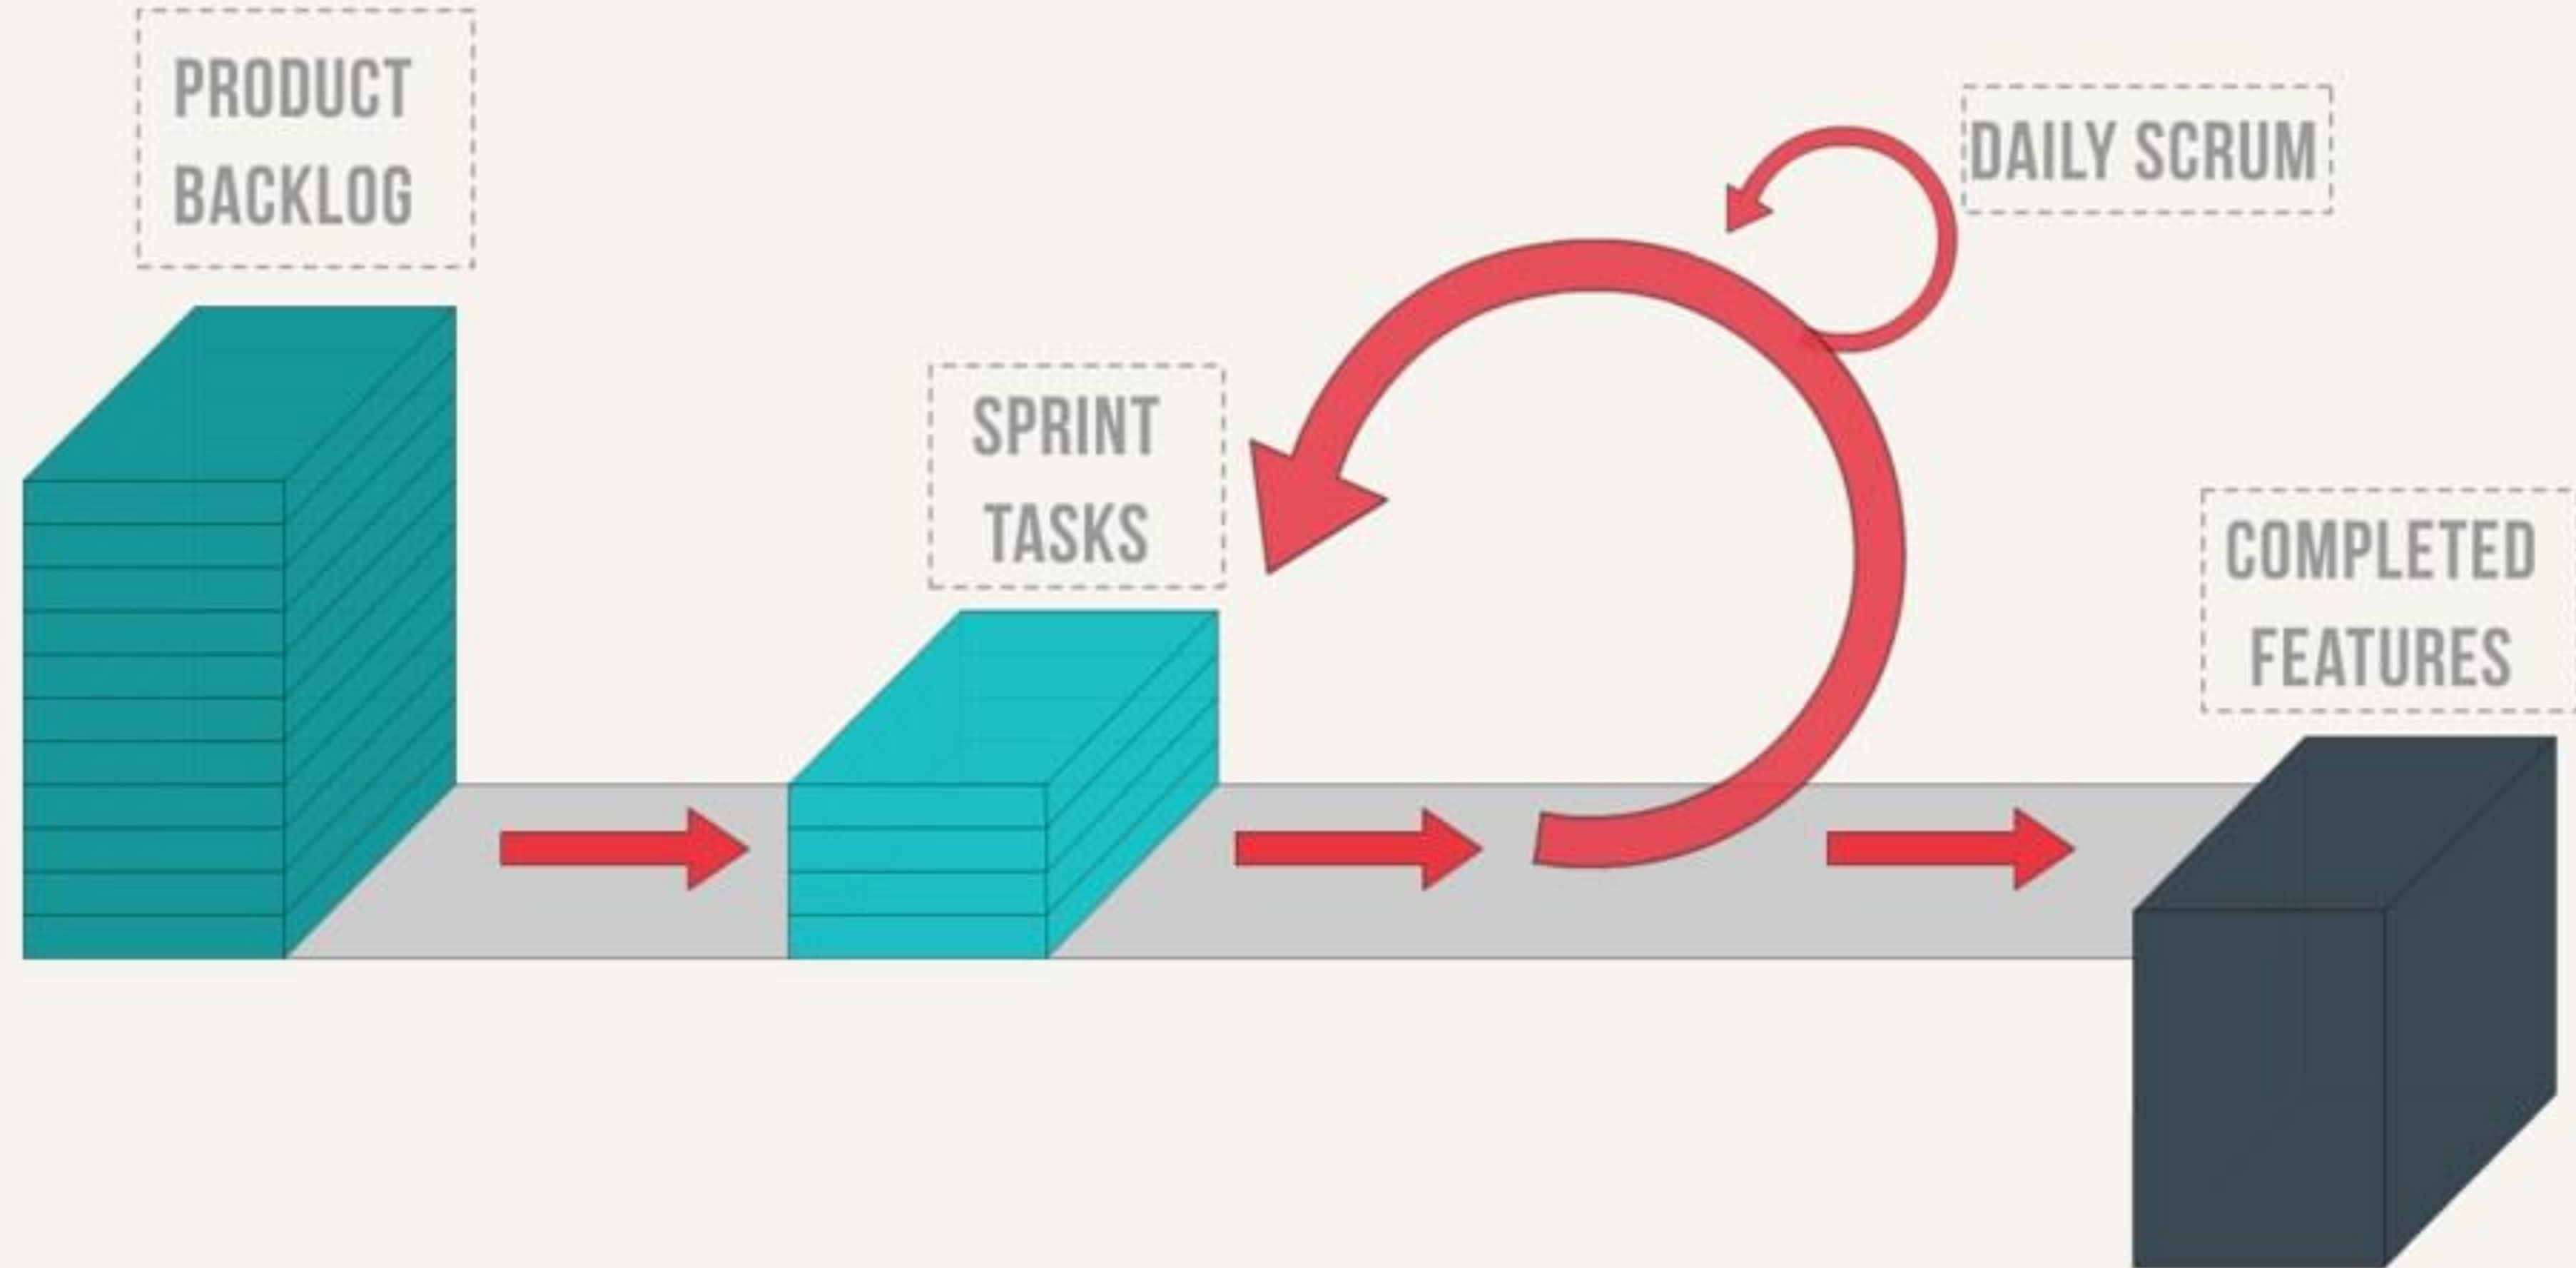 PRODUCT
BACKLOG
DAILY SCRUM
SPRINT
TASKS
COMPLETED
FEATURES